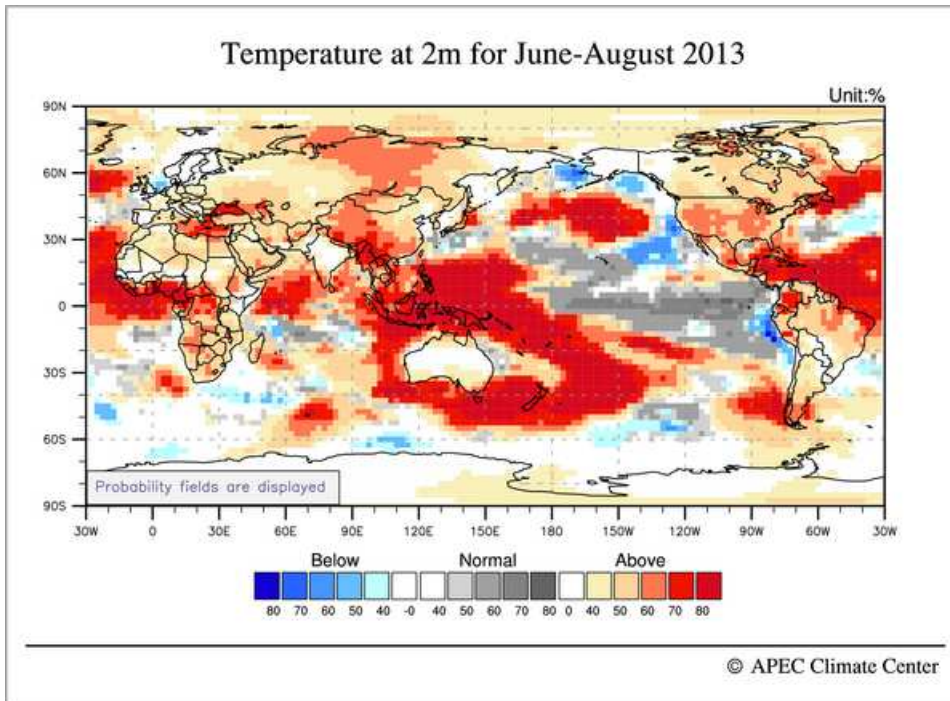 Temperature at 2m for June-August 2013
Unit:%
90N
60N
30N
0
30S
60S
90S
Probability fields are displayed
30W 0 30E 60E 90E 120E 150E 180E 150W 120W 90W 60W 30W
Below Normal Above
80 70 60 50 40 -0 40 50 60 70 80 0 40 50 60 70 80
© APEC Climate Center